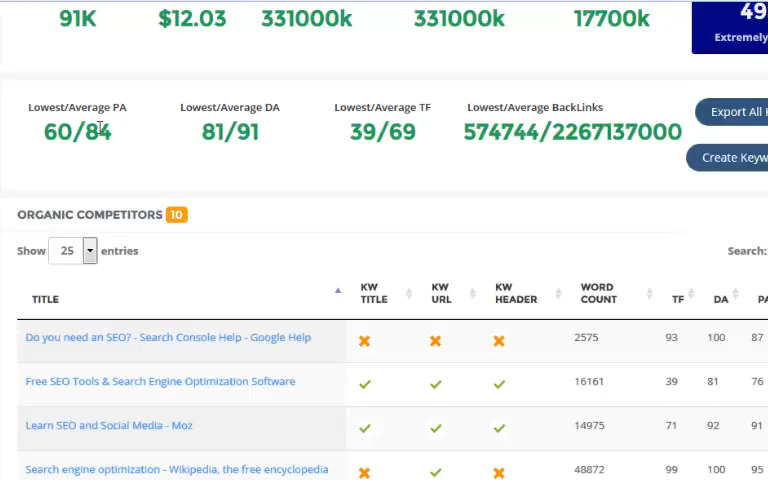 91K $12.03 331000k 331000k 17700k 49
Extremely
Lowest/Average PA Lowest/Average DA Lowest/Average TF Lowest/Average BackLinks
60/84 81/91 39/69 574744/2267137000
Export All
Create Keyw
ORGANIC COMPETITORS 10
Show 25 entries Search:
TITLE KW TITLE KW URL KW HEADER WORD COUNT TF DA PA
Do you need an SEO? - Search Console Help - Google Help 2575 93 100 87
Free SEO Tools & Search Engine Optimization Software 16161 39 81 76
Learn SEO and Social Media - Moz 14975 71 92 91
Search engine optimization - Wikipedia, the free encyclopedia 48872 99 100 95